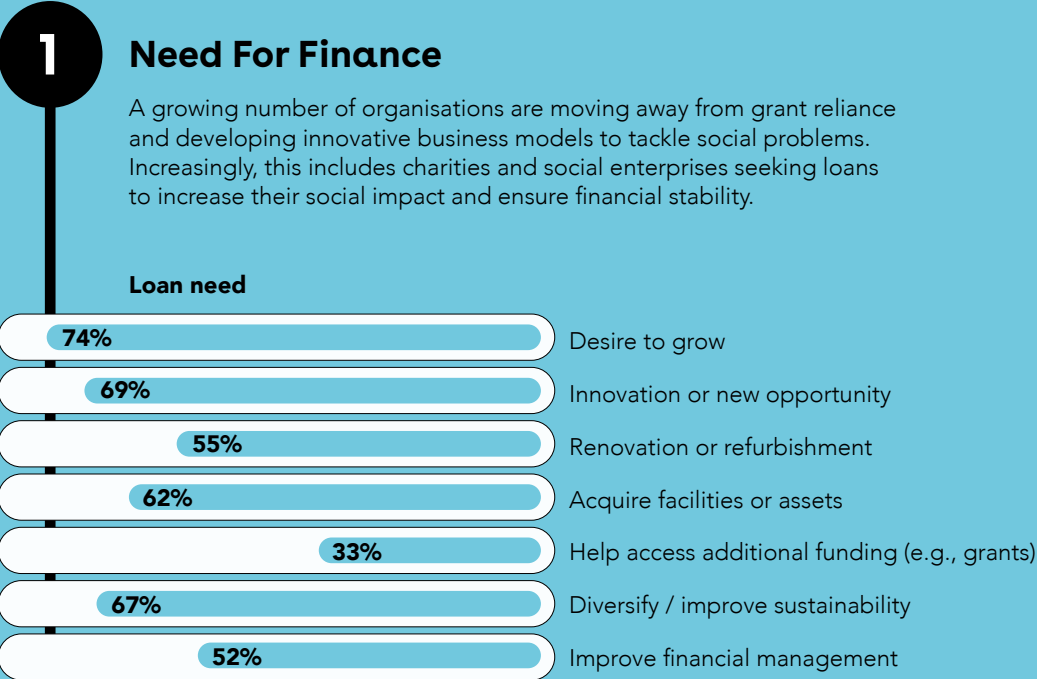 1
Need For Finance
A growing number of organisations are moving away from grant reliance
and developing innovative business models to tackle social problems.
Increasingly, this includes charities and social enterprises seeking loans
to increase their social impact and ensure financial stability.
Loan need
74% Desire to grow
69% Innovation or new opportunity
55% Renovation or refurbishment
62% Acquire facilities or assets
33% Help access additional funding (e.g., grants)
67% Diversify / improve sustainability
52% Improve financial management